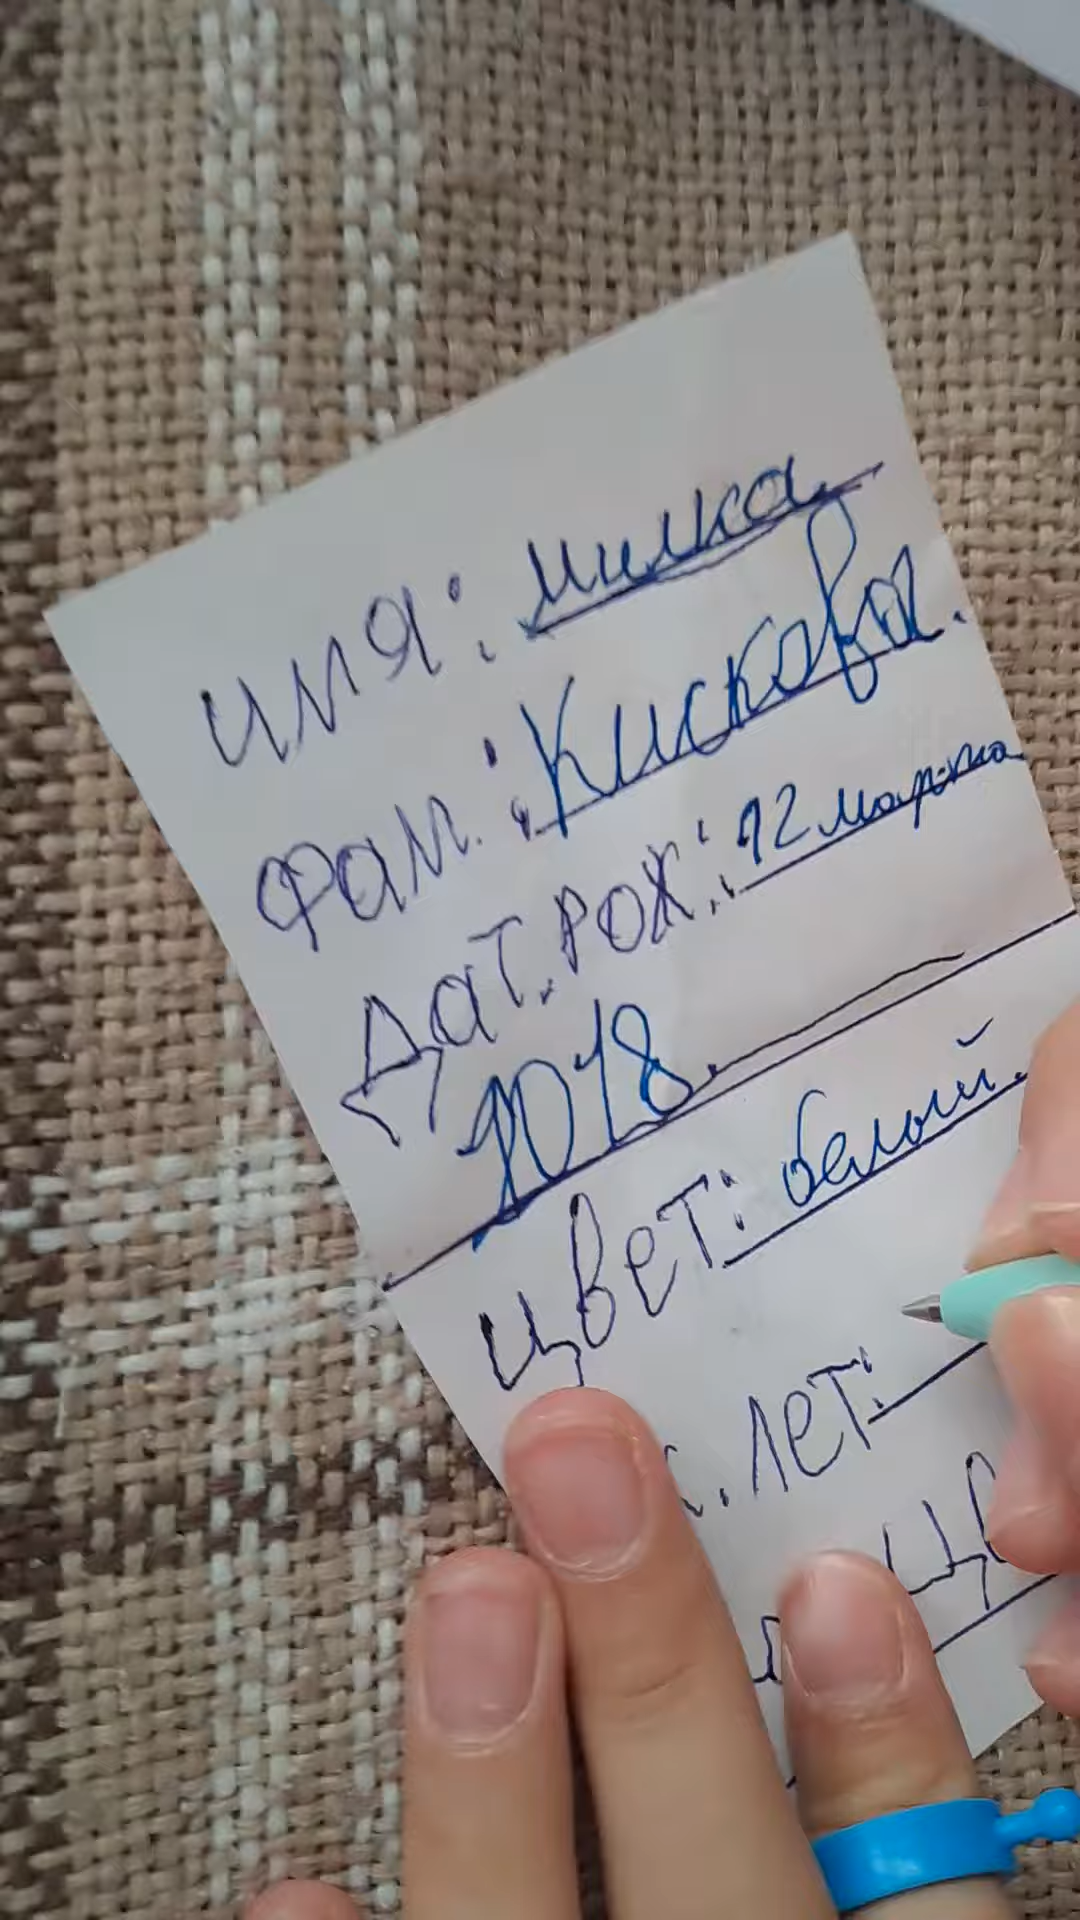 имя: милка
Фам.: Кискова.
Дат.рож.: 12 марта
2018.
цвет: белый.
лет: